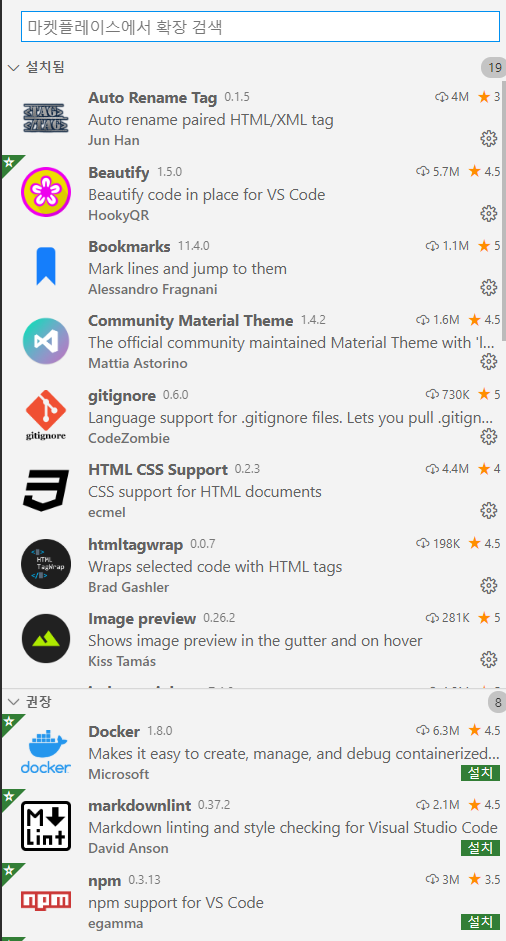 마켓플레이스에서 확장 검색
설치됨 19
Auto Rename Tag 0.1.5 4M 3
Auto rename paired HTML/XML tag
Jun Han
Beautify 1.5.0 5.7M 4.5
Beautify code in place for VS Code
HookyQR
Bookmarks 11.4.0 1.1M 5
Mark lines and jump to them
Alessandro Fragnani
Community Material Theme 1.4.2 1.6M 4.5
The official community maintained Material Theme with 'l...
Mattia Astorino
gitignore 0.6.0 730K 5
gitignore
Language support for .gitignore files. Lets you pull .gitign...
CodeZombie
HTML CSS Support 0.2.3 4.4M 4
CSS support for HTML documents
ecmel
htmltagwrap 0.0.7 198K 4.5
HTML
TagWrap
Wraps selected code with HTML tags
Brad Gashler
Image preview 0.26.2 281K 5
Shows image preview in the gutter and on hover
Kiss Tamás
권장 8
Docker 1.8.0 6.3M 4.5
docker
Makes it easy to create, manage, and debug containerized...
Microsoft 설치
markdownlint 0.37.2 2.1M 4.5
M
Lint
Markdown linting and style checking for Visual Studio Code
David Anson 설치
npm 0.3.13 3M 3.5
npm
npm support for VS Code
egamma 설치